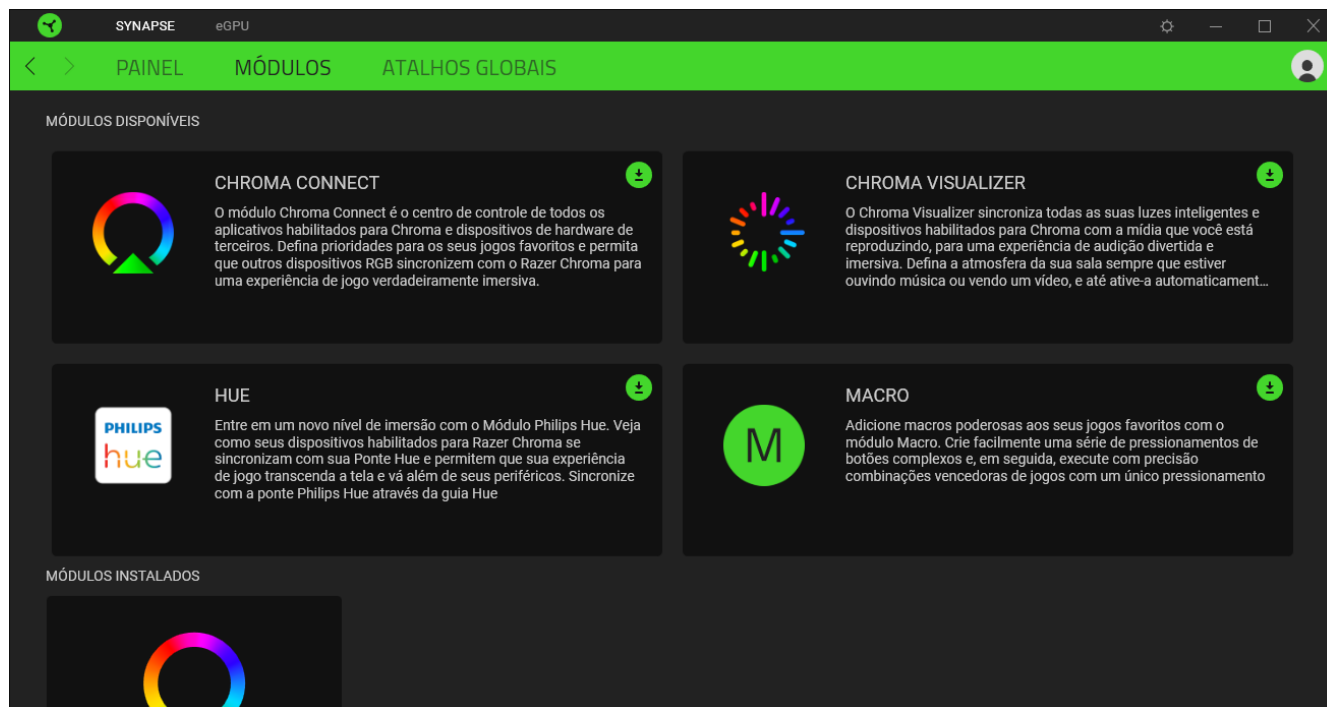 SYNAPSE eGPU
PAINEL MÓDULOS ATALHOS GLOBAIS
MÓDULOS DISPONÍVEIS
CHROMA CONNECT
O módulo Chroma Connect é o centro de controle de todos os
aplicativos habilitados para Chroma e dispositivos de hardware de
terceiros. Defina prioridades para os seus jogos favoritos e permita
que outros dispositivos RGB sincronizem com o Razer Chroma para
uma experiência de jogo verdadeiramente imersiva.
CHROMA VISUALIZER
O Chroma Visualizer sincroniza todas as suas luzes inteligentes e
dispositivos habilitados para Chroma com a mídia que você está
reproduzindo, para uma experiência de audição divertida e
imersiva. Defina a atmosfera da sua sala sempre que estiver
ouvindo música ou vendo um vídeo, e até ative-a automaticament...
PHILIPS
hue
HUE
Entre em um novo nível de imersão com o Módulo Philips Hue. Veja
como seus dispositivos habilitados para Razer Chroma se
sincronizam com sua Ponte Hue e permitem que sua experiência
de jogo transcenda a tela e vá além de seus periféricos. Sincronize
com a ponte Philips Hue através da guia Hue
M
MACRO
Adicione macros poderosas aos seus jogos favoritos com o
módulo Macro. Crie facilmente uma série de pressionamentos de
botões complexos e, em seguida, execute com precisão
combinações vencedoras de jogos com um único pressionamento
MÓDULOS INSTALADOS